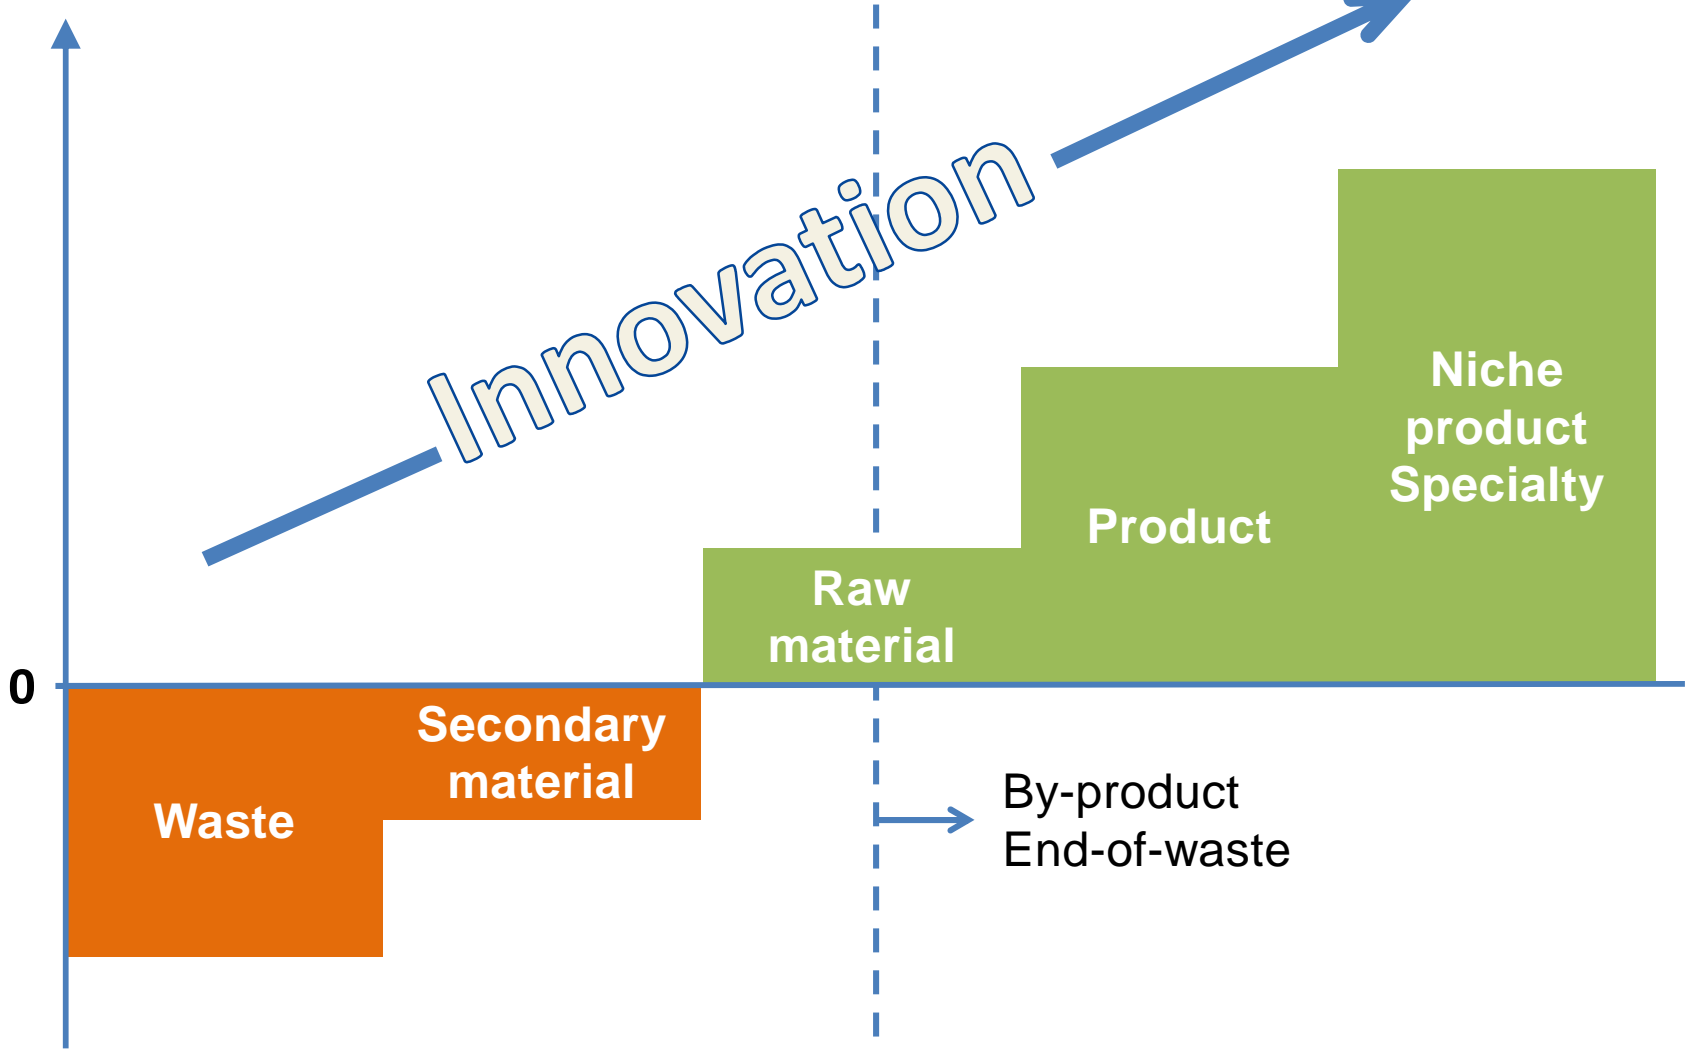 Innovation
Niche
product
Specialty
Product
Raw
material
0
Secondary
material
Waste
By-product
End-of-waste